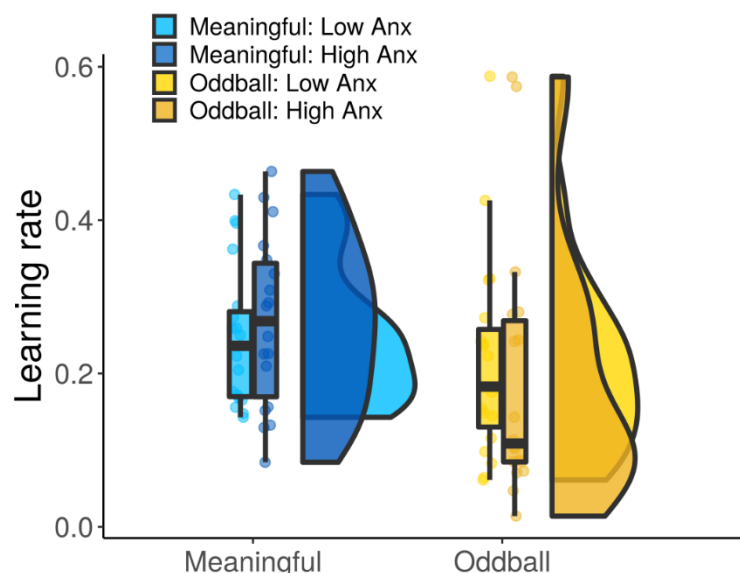 Meaningful: Low Anx
Meaningful: High Anx
Oddball: Low Anx
Oddball: High Anx
Learning rate
0.6
0.4
0.2
0.0
Meaningful
Oddball